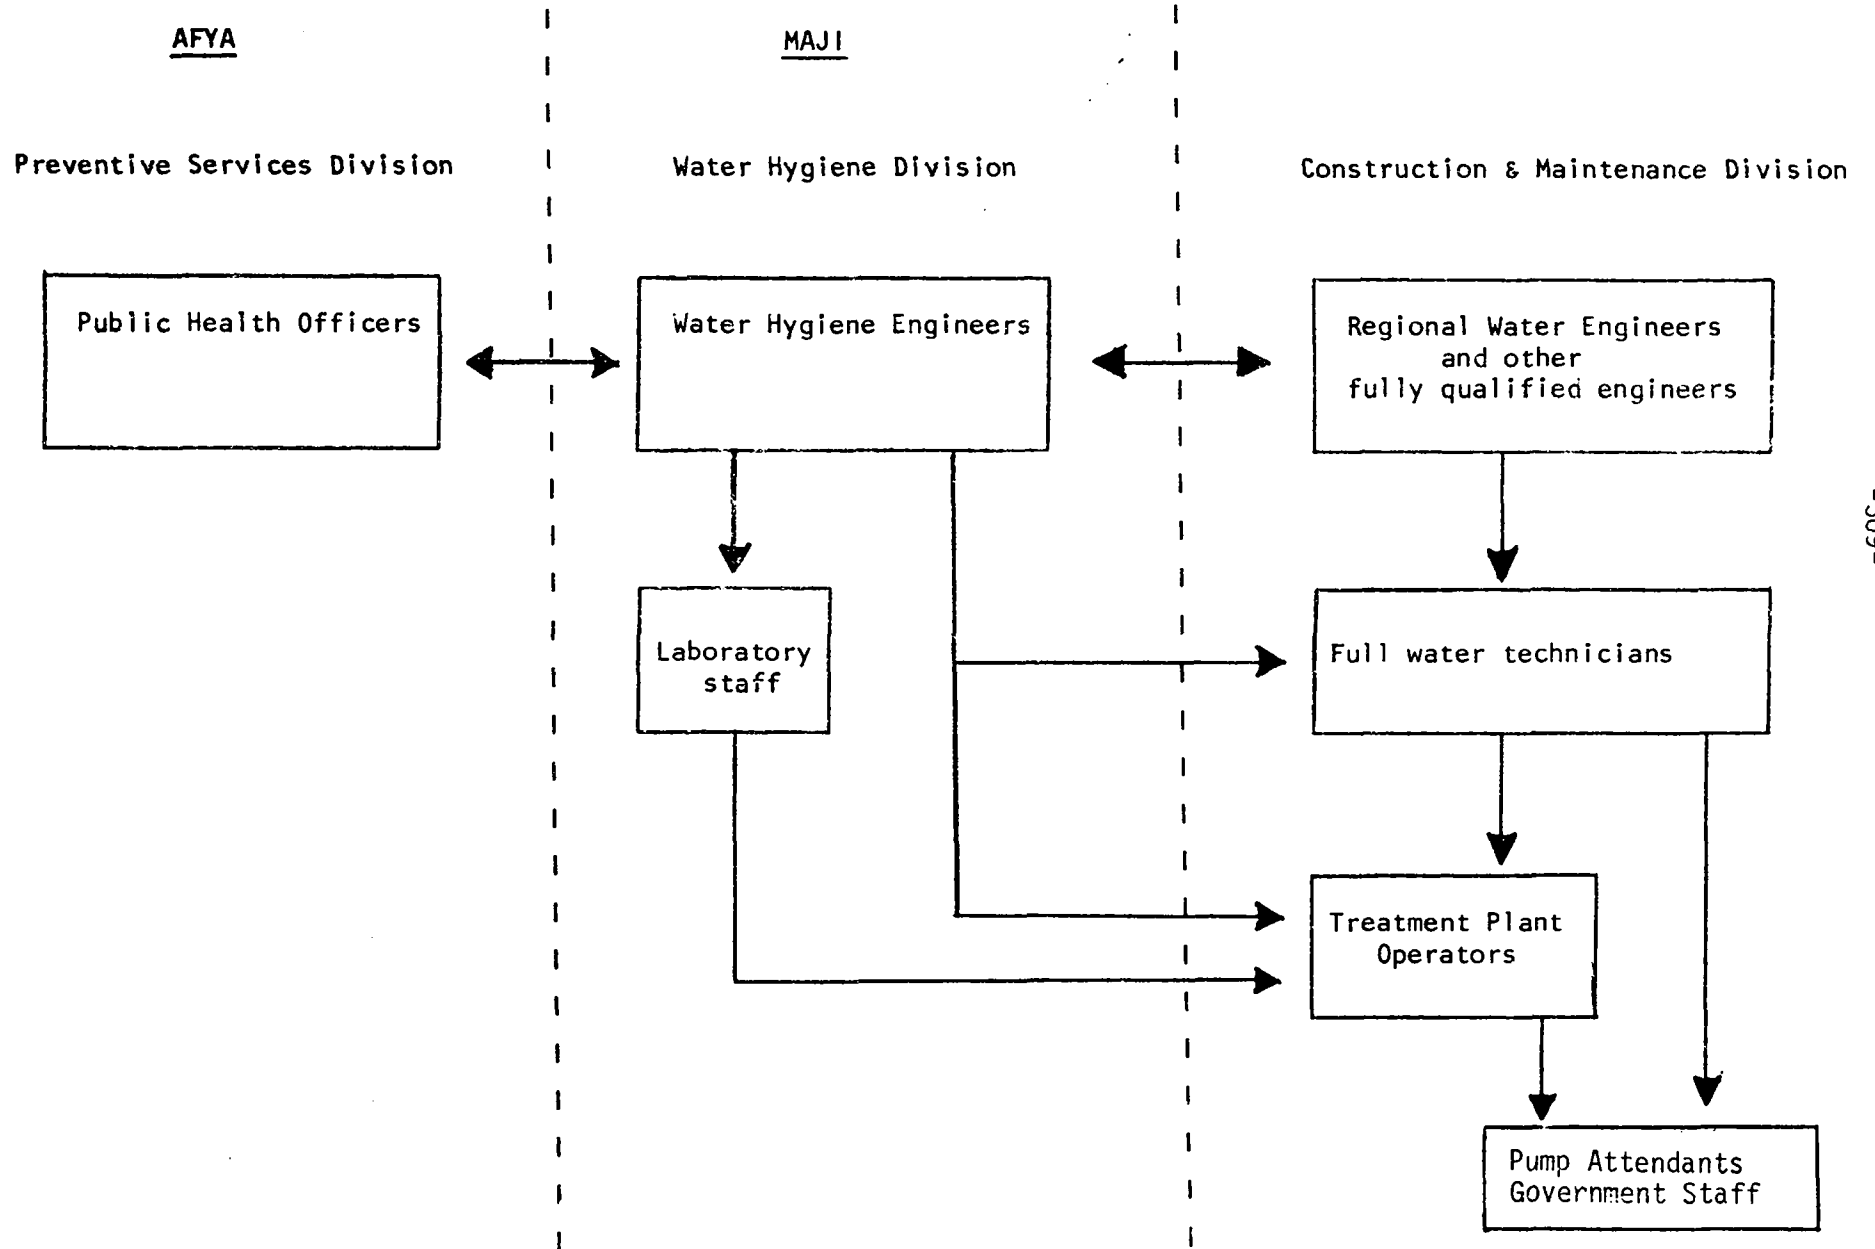 AFYA
MAJI
Preventive Services Division
Water Hygiene Division
Construction & Maintenance Division
Public Health Officers
Water Hygiene Engineers
Regional Water Engineers
and other
fully qualified engineers
Laboratory
staff
Full water technicians
Treatment Plant
Operators
Pump Attendants
Government Staff